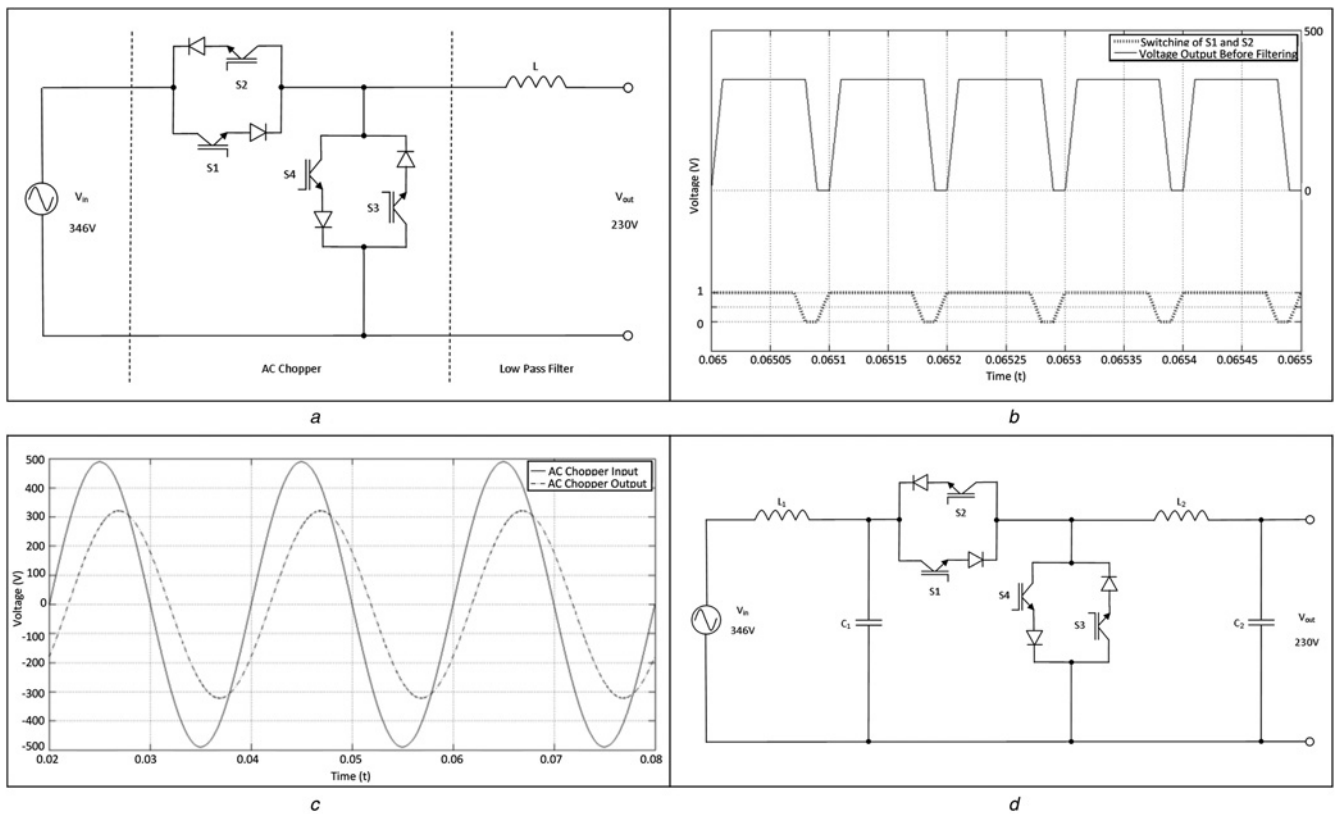 S2
S1
L
S4
S3
Vin
346V
Vout
230V
AC Chopper
Low Pass Filter
a
Switching of S1 and S2
Voltage Output Before Filtering
500
0
1
0
Voltage (V)
0.065 0.06505 0.0651 0.06515 0.0652 0.06525 0.0653 0.06535 0.0654 0.06545 0.0655
Time (t)
b
AC Chopper Input
AC Chopper Output
500
400
300
200
100
0
-100
-200
-300
-400
-500
Voltage (V)
0.02 0.03 0.04 0.05 0.06 0.07 0.08
Time (t)
c
L1
S2
S1
L2
S4
S3
Vin
346V
C1
C2
Vout
230V
d